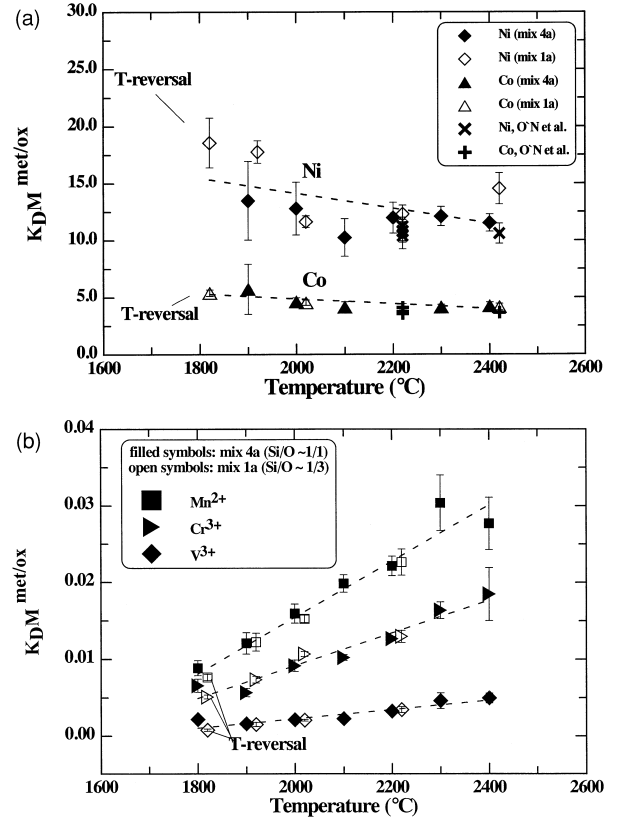 (a)
30.0
25.0
20.0
15.0
10.0
5.0
0.0
K_D M met/ox
T-reversal
Ni
Co
T-reversal
Ni (mix 4a)
Ni (mix 1a)
Co (mix 4a)
Co (mix 1a)
Ni, O`N et al.
Co, O`N et al.
1600 1800 2000 2200 2400 2600
Temperature (°C)
(b)
0.04
0.03
0.02
0.01
0.00
K_D M met/ox
filled symbols: mix 4a (Si/O ~1/1)
open symbols: mix 1a (Si/O ~ 1/3)
Mn2+
Cr3+
V3+
T-reversal
1600 1800 2000 2200 2400 2600
Temperature (°C)